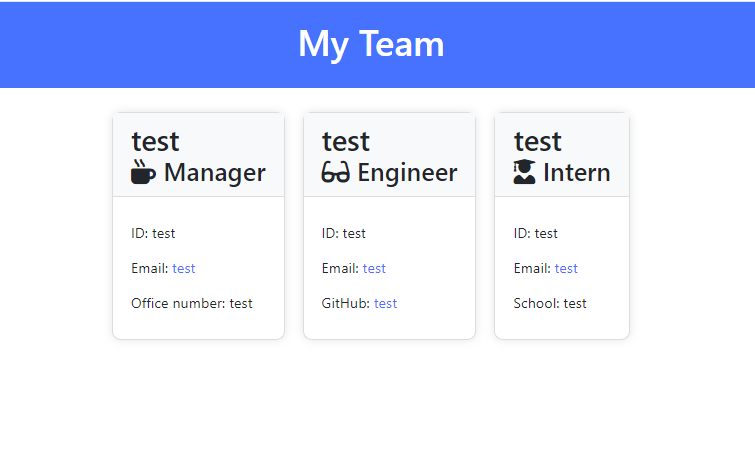 My Team
test
Manager
ID: test
Email: test
Office number: test
test
Engineer
ID: test
Email: test
GitHub: test
test
Intern
ID: test
Email: test
School: test